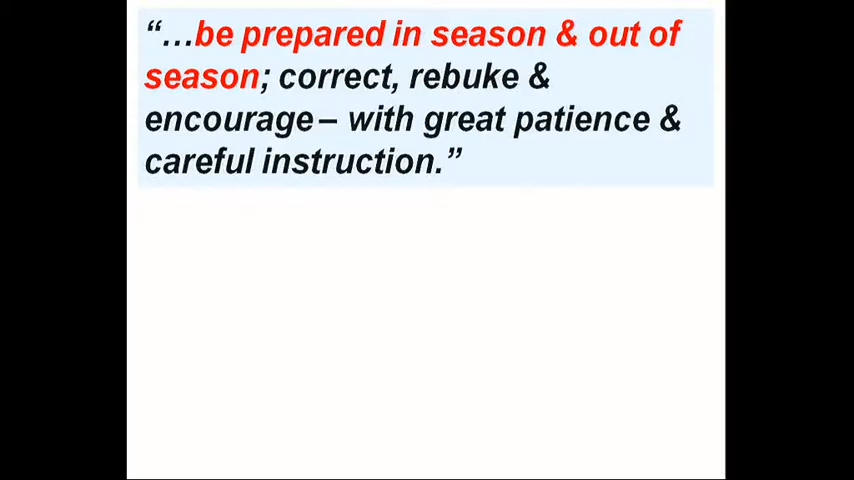 “…be prepared in season & out of
season; correct, rebuke &
encourage – with great patience &
careful instruction.”